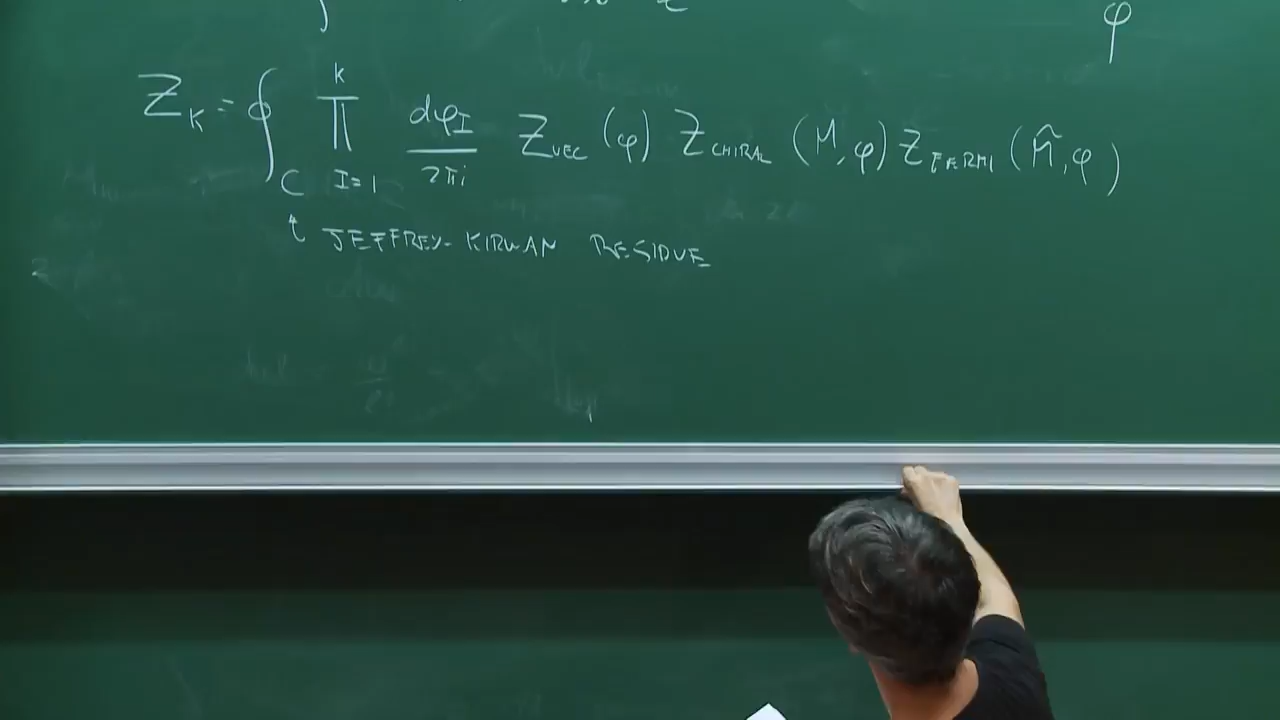 φ
Z_K = ∮_C ∏_{I=1}^{K} dφ_I / 2πi Z_VEC (φ) Z_CHIRAL (M, φ) Z_FERMI (M̃, φ)
↑ JEFFREY-KIRWAN RESIDUE